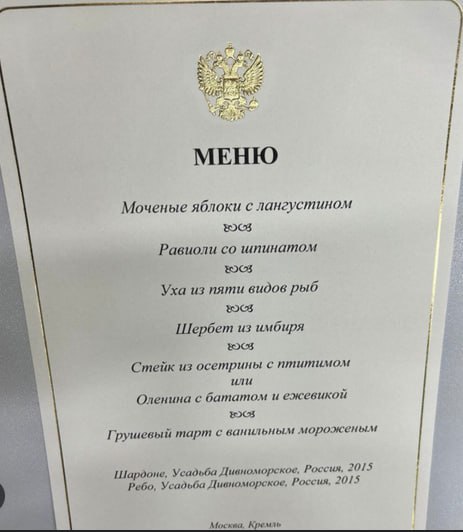 МЕНЮ
Моченые яблоки с лангустином
Равиоли со шпинатом
Уха из пяти видов рыб
Шербет из имбиря
Стейк из осетрины с птитимом
или
Оленина с бататом и ежевикой
Грушевый тарт с ванильным мороженым
Шардоне, Усадьба Дивноморское, Россия, 2015
Ребо, Усадьба Дивноморское, Россия, 2015
Москва, Кремль